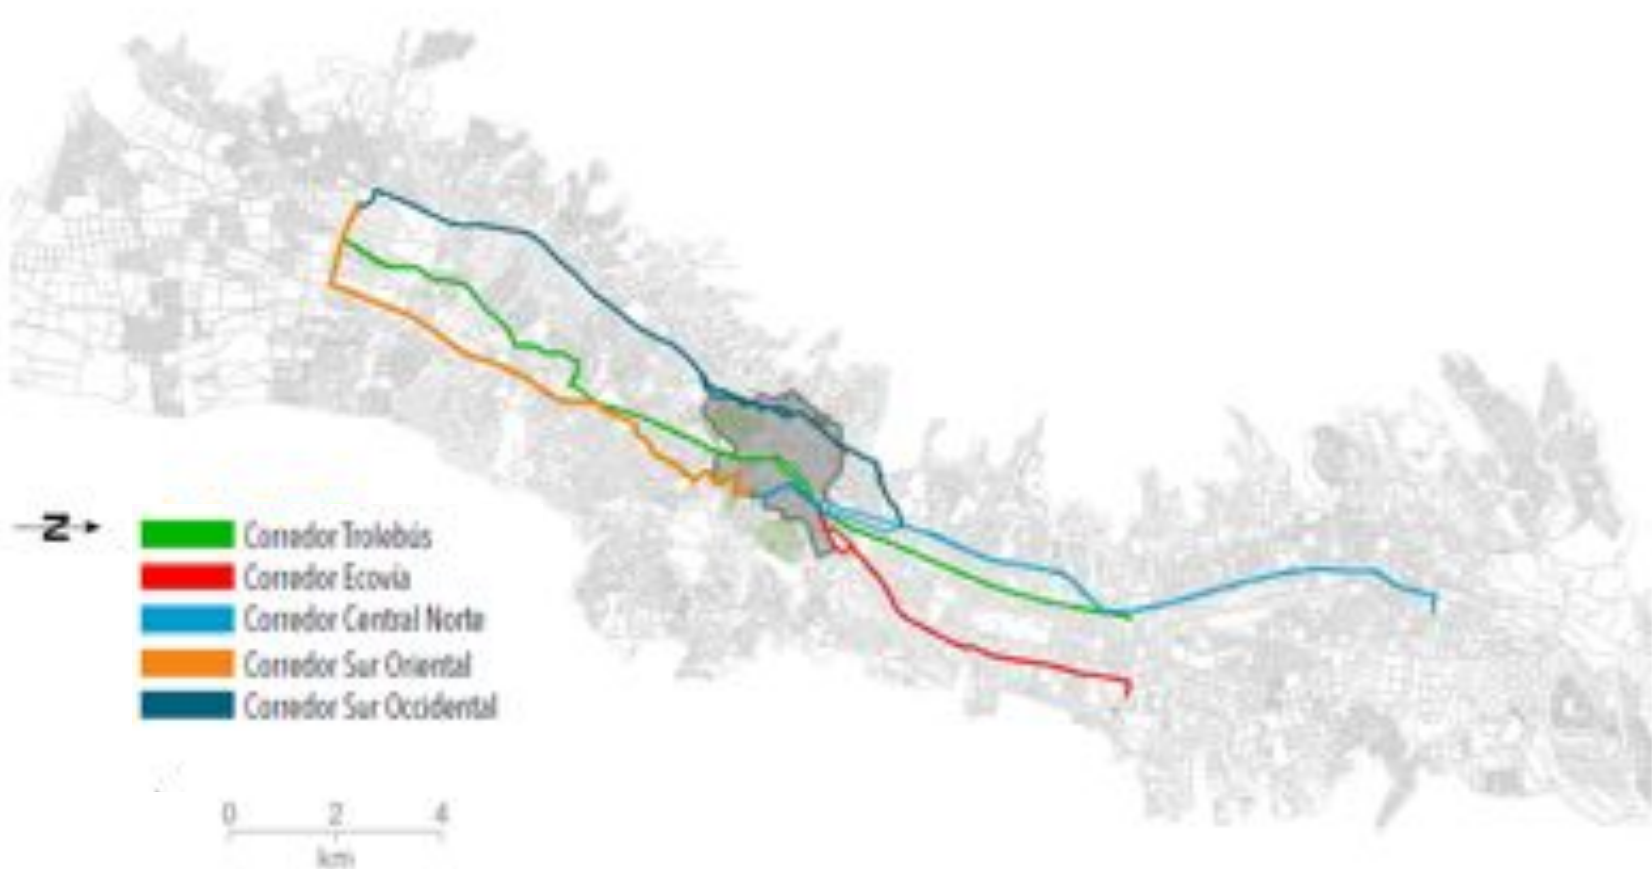 N
Corredor Trolebús
Corredor Ecovía
Corredor Central Norte
Corredor Sur Oriental
Corredor Sur Occidental
0 2 4
km